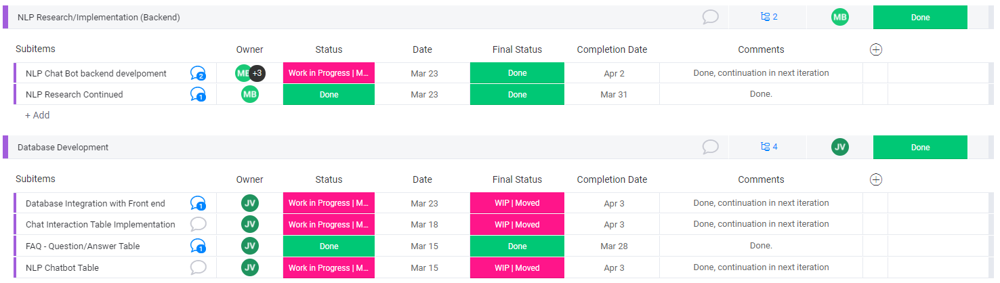 NLP Research/Implementation (Backend) 2 MB Done
Subitems Owner Status Date Final Status Completion Date Comments
NLP Chat Bot backend develpoment 2 MB +3 Work in Progress | M... Mar 23 Done Apr 2 Done, continuation in next iteration
NLP Research Continued 1 MB Done Mar 23 Done Mar 31 Done.
+ Add
Database Development 4 JV Done
Subitems Owner Status Date Final Status Completion Date Comments
Database Integration with Front end 1 JV Work in Progress | M... Mar 23 WIP | Moved Apr 3 Done, continuation in next iteration
Chat Interaction Table Implementation JV Work in Progress | M... Mar 18 WIP | Moved Apr 3 Done, continuation in next iteration
FAQ - Question/Answer Table 1 JV Done Mar 15 Done Mar 28 Done.
NLP Chatbot Table JV Work in Progress | M... Mar 15 WIP | Moved Apr 3 Done, continuation in next iteration